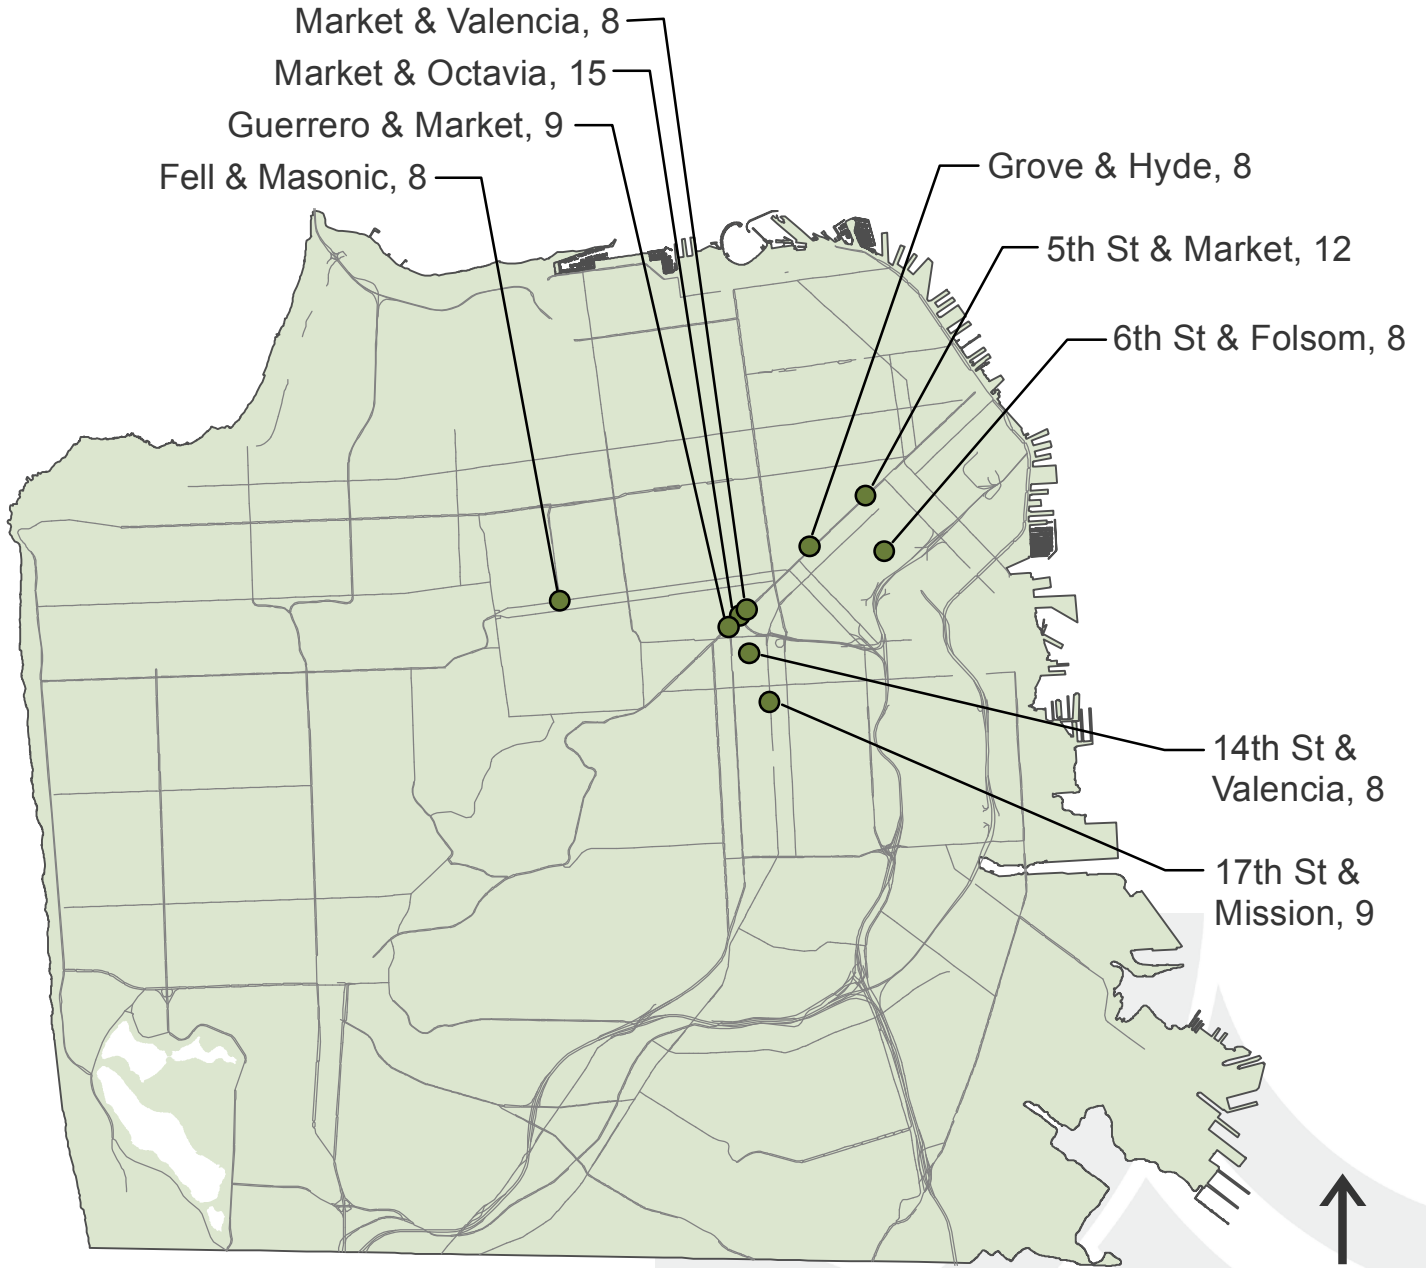 Market & Valencia, 8
Market & Octavia, 15
Guerrero & Market, 9
Fell & Masonic, 8
Grove & Hyde, 8
5th St & Market, 12
6th St & Folsom, 8
14th St &
Valencia, 8
17th St &
Mission, 9